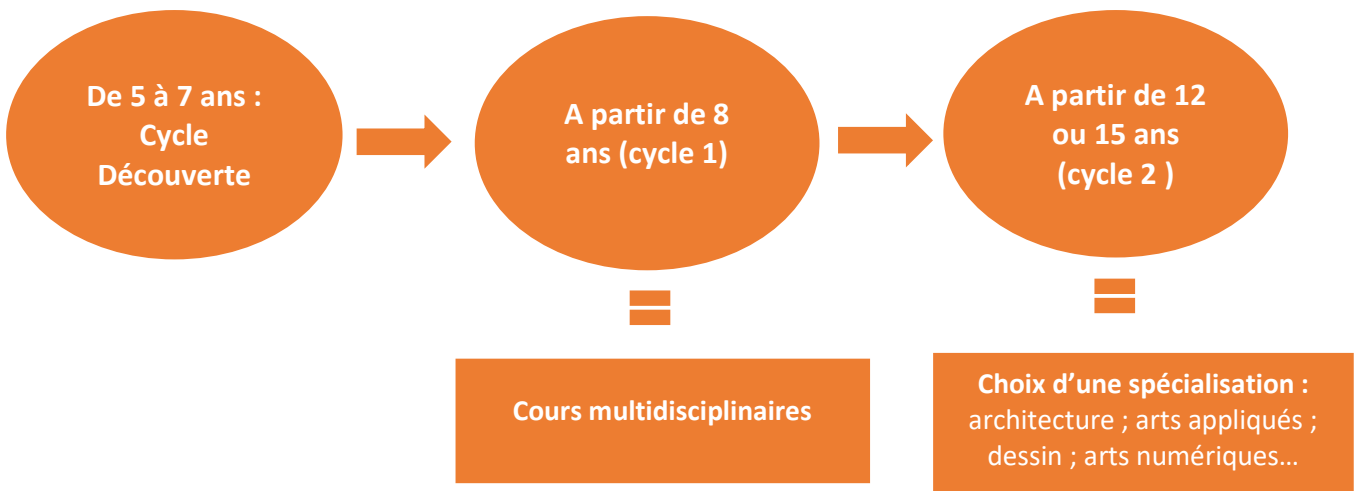 De 5 à 7 ans :
Cycle
Découverte
A partir de 8
ans (cycle 1)
A partir de 12
ou 15 ans
(cycle 2 )
Cours multidisciplinaires
Choix d’une spécialisation :
architecture ; arts appliqués ;
dessin ; arts numériques…